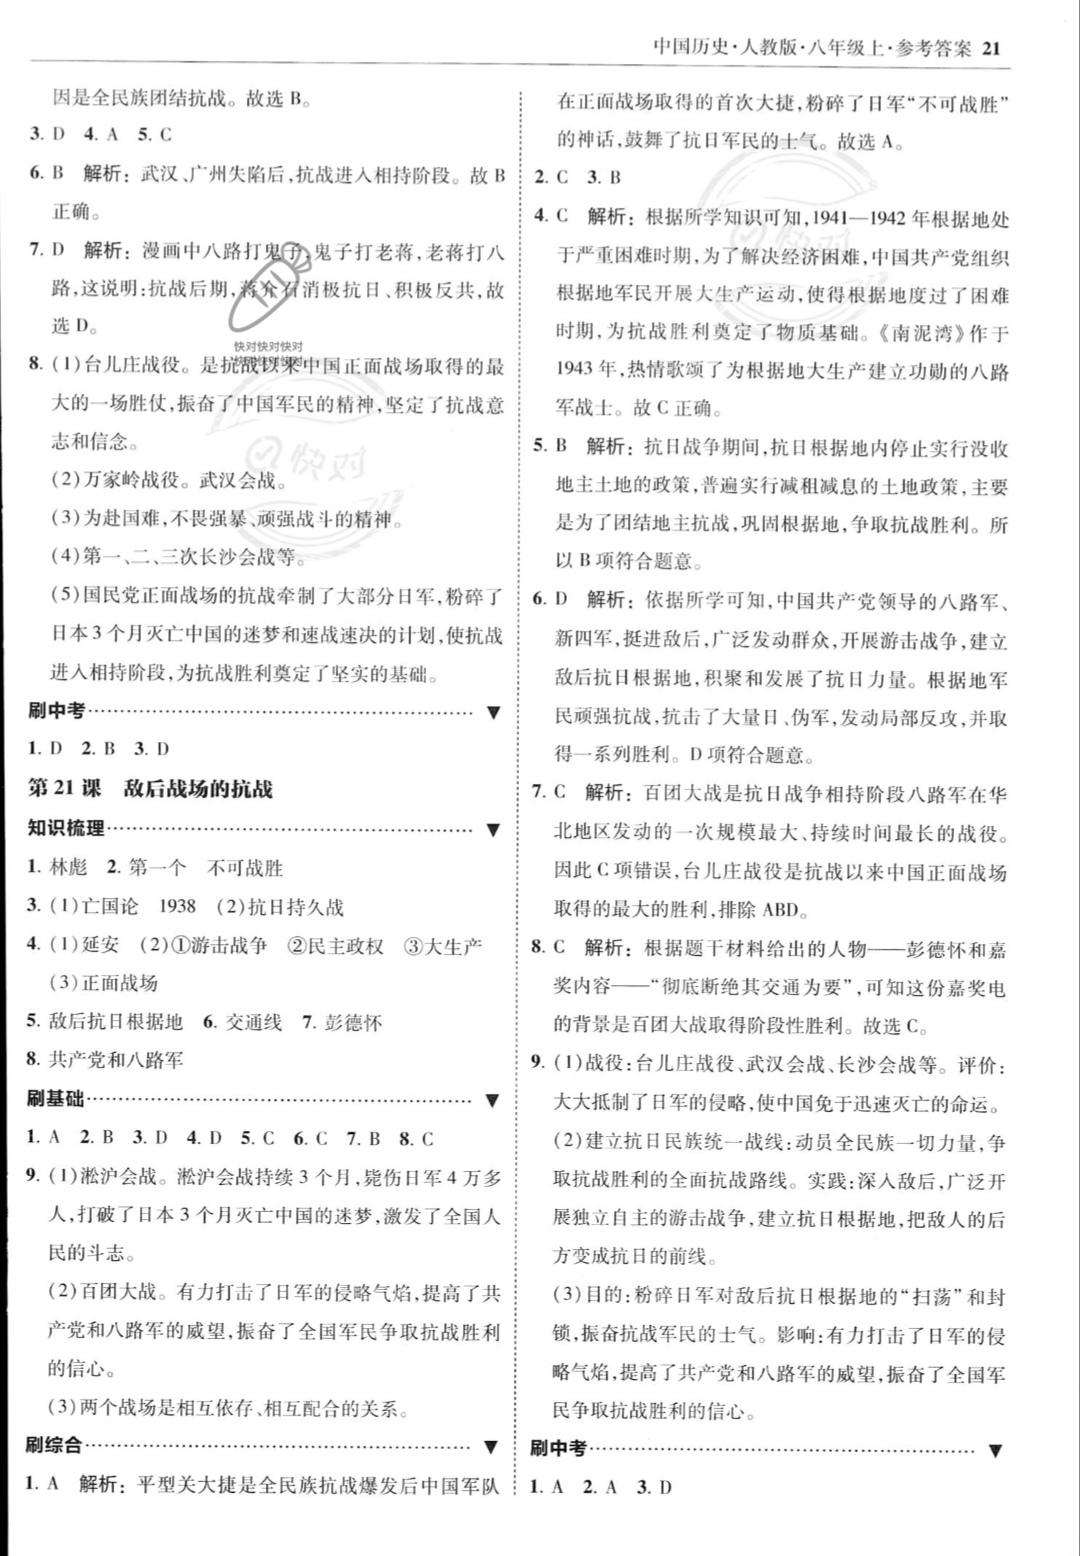 中国历史·人教版·八年级上·参考答案 21
因是全民族团结抗战。故选 B。
3. D 4. A 5. C
6. B 解析：武汉、广州失陷后,抗战进入相持阶段。故 B
正确。
7. D 解析：漫画中八路打鬼子,鬼子打老蒋,老蒋打八
路,这说明:抗战后期,蒋介石消极抗日、积极反共,故
选 D。
快对快对快对
快对快对快对
8. (1)台儿庄战役。是抗战以来中国正面战场取得的最
大的一场胜仗,振奋了中国军民的精神,坚定了抗战意
志和信念。
快对
(2)万家岭战役。武汉会战。
(3)为赴国难,不畏强暴、顽强战斗的精神。
(4)第一、二、三次长沙会战等。
(5)国民党正面战场的抗战牵制了大部分日军,粉碎了
日本 3 个月灭亡中国的迷梦和速战速决的计划,使抗战
进入相持阶段,为抗战胜利奠定了坚实的基础。
刷中考
1. D 2. B 3. D
第 21 课 敌后战场的抗战
知识梳理
1. 林彪 2. 第一个 不可战胜
3. (1)亡国论 1938 (2)抗日持久战
4. (1)延安 (2)①游击战争 ②民主政权 ③大生产
(3)正面战场
5. 敌后抗日根据地 6. 交通线 7. 彭德怀
8. 共产党和八路军
刷基础
1. A 2. B 3. D 4. D 5. C 6. C 7. B 8. C
9. (1)淞沪会战。淞沪会战持续 3 个月,毙伤日军 4 万多
人,打破了日本 3 个月灭亡中国的迷梦,激发了全国人
民的斗志。
(2)百团大战。有力打击了日军的侵略气焰,提高了共
产党和八路军的威望,振奋了全国军民争取抗战胜利
的信心。
(3)两个战场是相互依存、相互配合的关系。
刷综合
1. A 解析：平型关大捷是全民族抗战爆发后中国军队
在正面战场取得的首次大捷,粉碎了日军“不可战胜”
的神话,鼓舞了抗日军民的士气。故选 A。
2. C 3. B
4. C 解析：根据所学知识可知,1941—1942 年根据地处
于严重困难时期,为了解决经济困难,中国共产党组织
快对
根据地军民开展大生产运动,使得根据地度过了困难
时期,为抗战胜利奠定了物质基础。《南泥湾》作于
1943 年,热情歌颂了为根据地大生产建立功勋的八路
军战士。故 C 正确。
5. B 解析：抗日战争期间,抗日根据地内停止实行没收
地主土地的政策,普遍实行减租减息的土地政策,主要
是为了团结地主抗战,巩固根据地,争取抗战胜利。所
以 B 项符合题意。
6. D 解析：依据所学可知,中国共产党领导的八路军、
新四军,挺进敌后,广泛发动群众,开展游击战争,建立
敌后抗日根据地,积聚和发展了抗日力量。根据地军
民顽强抗战,抗击了大量日、伪军,发动局部反攻,并取
得一系列胜利。D 项符合题意。
7. C 解析：百团大战是抗日战争相持阶段八路军在华
北地区发动的一次规模最大、持续时间最长的战役。
因此 C 项错误,台儿庄战役是抗战以来中国正面战场
取得的最大的胜利,排除 ABD。
8. C 解析：根据题干材料给出的人物——彭德怀和嘉
奖内容——“彻底断绝其交通为要”,可知这份嘉奖电
的背景是百团大战取得阶段性胜利。故选 C。
9. (1)战役:台儿庄战役、武汉会战、长沙会战等。评价:
大大抵制了日军的侵略,使中国免于迅速灭亡的命运。
(2)建立抗日民族统一战线:动员全民族一切力量,争
取抗战胜利的全面抗战路线。实践:深入敌后,广泛开
展独立自主的游击战争,建立抗日根据地,把敌人的后
方变成抗日的前线。
(3)目的:粉碎日军对敌后抗日根据地的“扫荡”和封
锁,振奋抗战军民的士气。影响:有力打击了日军的侵
略气焰,提高了共产党和八路军的威望,振奋了全国军
民争取抗战胜利的信心。
刷中考
1. A 2. A 3. D